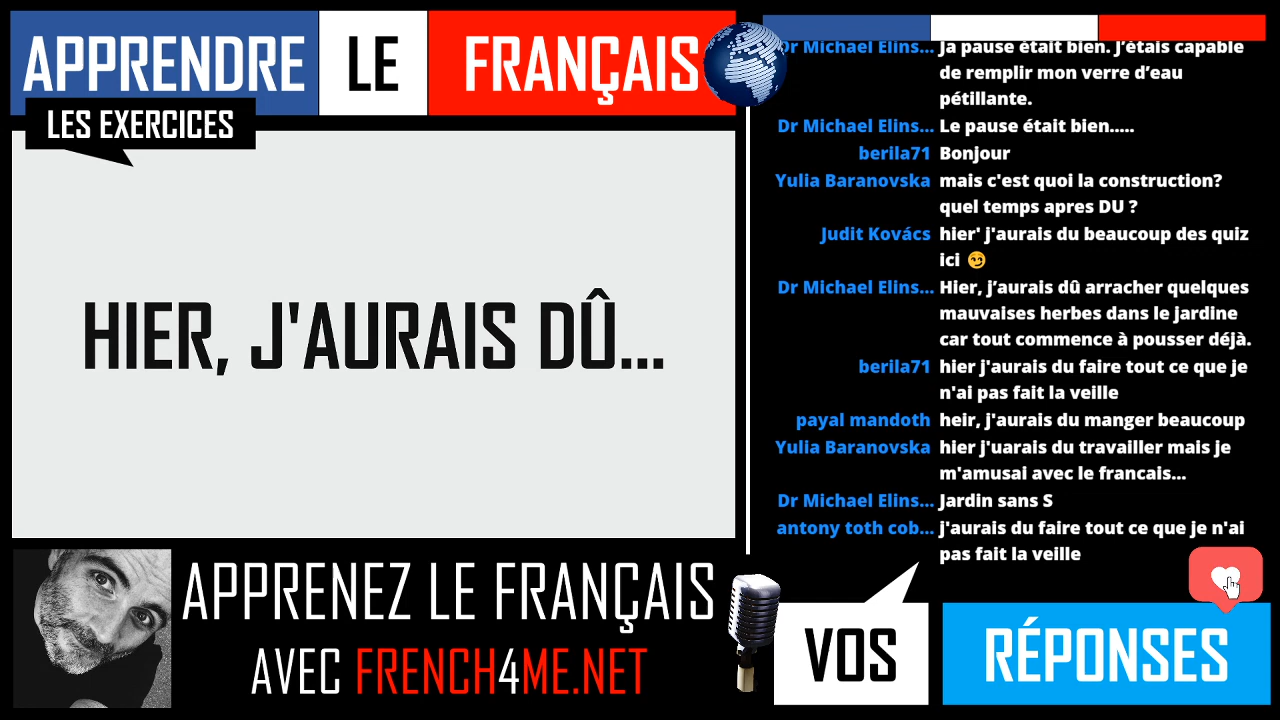 APPRENDRE LE FRANÇAIS
LES EXERCICES
HIER, J'AURAIS DÛ...
APPRENEZ LE FRANÇAIS
AVEC FRENCH4ME.NET
Dr Michael Elins... Ja pause était bien. J’étais capable
de remplir mon verre d’eau
pétillante.
Dr Michael Elins... Le pause était bien.....
berila71 Bonjour
Yulia Baranovska mais c'est quoi la construction?
quel temps apres DU ?
Judit Kovács hier' j'aurais du beaucoup des quiz
ici 😏
Dr Michael Elins... Hier, j’aurais dû arracher quelques
mauvaises herbes dans le jardine
car tout commence à pousser déjà.
berila71 hier j'aurais du faire tout ce que je
n'ai pas fait la veille
payal mandoth heir, j'aurais du manger beaucoup
Yulia Baranovska hier j'uarais du travailler mais je
m'amusai avec le francais...
Dr Michael Elins... Jardin sans S
antony toth cob... j'aurais du faire tout ce que je n'ai
pas fait la veille
VOS RÉPONSES